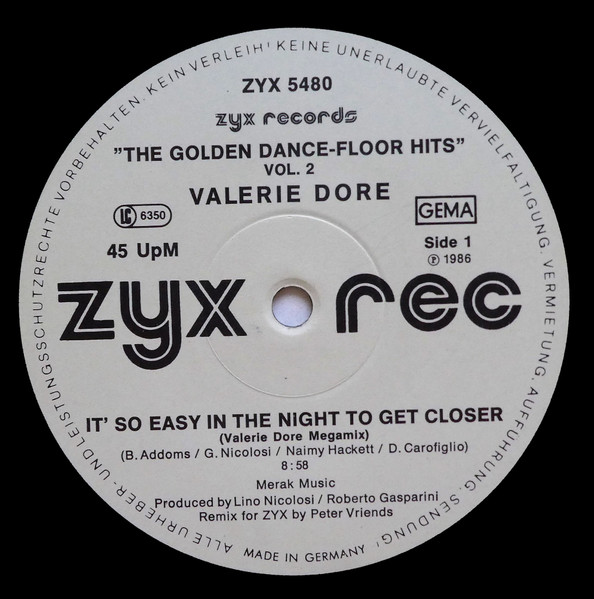 ALLE URHEBER- UND LEISTUNGSSCHUTZRECHTE VORBEHALTEN. KEIN VERLEIH! KEINE UNERLAUBTE VERVIELFÄLTIGUNG. VERMIETUNG. AUFFÜHRUNG. SENDUNG!
ZYX 5480
zyx records
"THE GOLDEN DANCE-FLOOR HITS"
VOL. 2
VALERIE DORE
LC 6350
GEMA
45 UpM
Side 1
Ⓟ 1986
zyx rec
IT' SO EASY IN THE NIGHT TO GET CLOSER
(Valerie Dore Megamix)
(B. Addoms / G. Nicolosi / Naimy Hackett / D. Carofiglio)
8:58
Merak Music
Produced by Lino Nicolosi / Roberto Gasparini
Remix for ZYX by Peter Vriends
MADE IN GERMANY